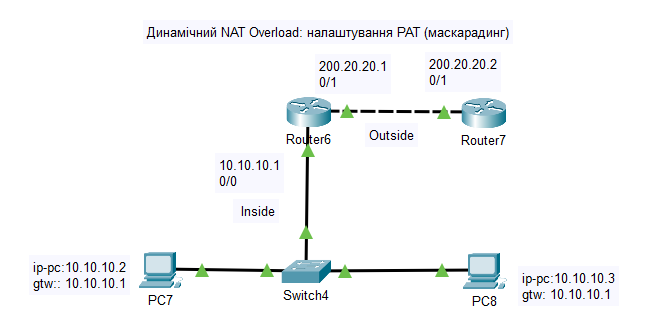 Динамічний NAT Overload: налаштування PAT (маскарадинг)
200.20.20.1
0/1
200.20.20.2
0/1
Router6
Outside
Router7
10.10.10.1
0/0
Inside
ip-pc:10.10.10.2
gtw:: 10.10.10.1
PC7
Switch4
PC8
ip-pc:10.10.10.3
gtw: 10.10.10.1